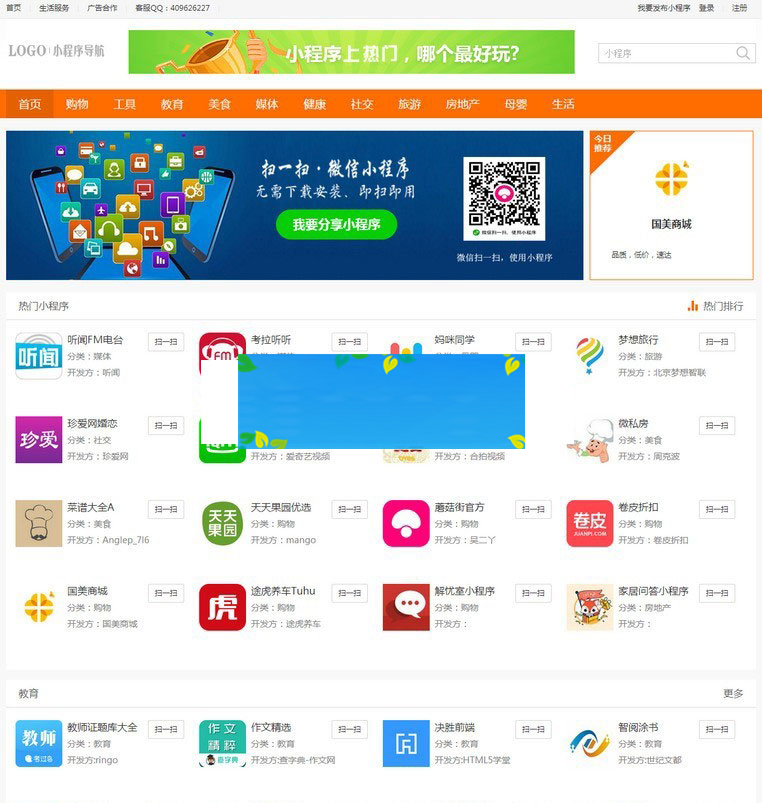 首页 生活服务 广告合作 客服QQ：409626227 我要发布小程序 登录 注册
LOGO 小程序导航
小程序上热门，哪个最好玩?
小程序
首页 购物 工具 教育 美食 媒体 健康 社交 旅游 房地产 母婴 生活
扫一扫·微信小程序
无需下载安装、即扫即用
我要分享小程序
微信扫一扫，使用小程序
微信扫一扫，使用小程序
今日
推荐
国美商城
品质，低价，速达
热门小程序 热门排行
听闻FM电台 扫一扫 考拉听听 扫一扫 妈咪同学 扫一扫 梦想旅行 扫一扫
听闻 FM
分类：媒体 分类：旅游
开发方：听闻 开发方：北京梦想智联
珍爱网婚恋 扫一扫 微私房 扫一扫
珍爱
分类：社交 分类：美食
开发方：珍爱网 开发方：爱奇艺视频 开发方：台拍视频 开发方：周克波
菜谱大全A 扫一扫 天天果园优选 扫一扫 蘑菇街官方 扫一扫 卷皮折扣 扫一扫
天天
果园
卷皮
JUANPI.COM
分类：美食 分类：购物 分类：购物 分类：购物
开发方：Anglep_7l6 开发方：mango 开发方：吴二丫 开发方：卷皮折扣
国美商城 扫一扫 途虎养车Tuhu 扫一扫 解忧室小程序 扫一扫 家居问答小程序 扫一扫
虎
分类：购物 分类：购物 分类：购物 分类：房地产
开发方：国美商城 开发方：途虎养车 开发方： 开发方：
教育 更多
教师证题库大全 扫一扫 作文精选 扫一扫 决胜前端 扫一扫 智阅涂书 扫一扫
教师
考过岛
作文
精粹
查字典
分类：教育 分类：教育 分类：教育 分类：教育
开发方:ringo 开发方:查字典-作文网 开发方:HTML5学堂 开发方:世纪文都